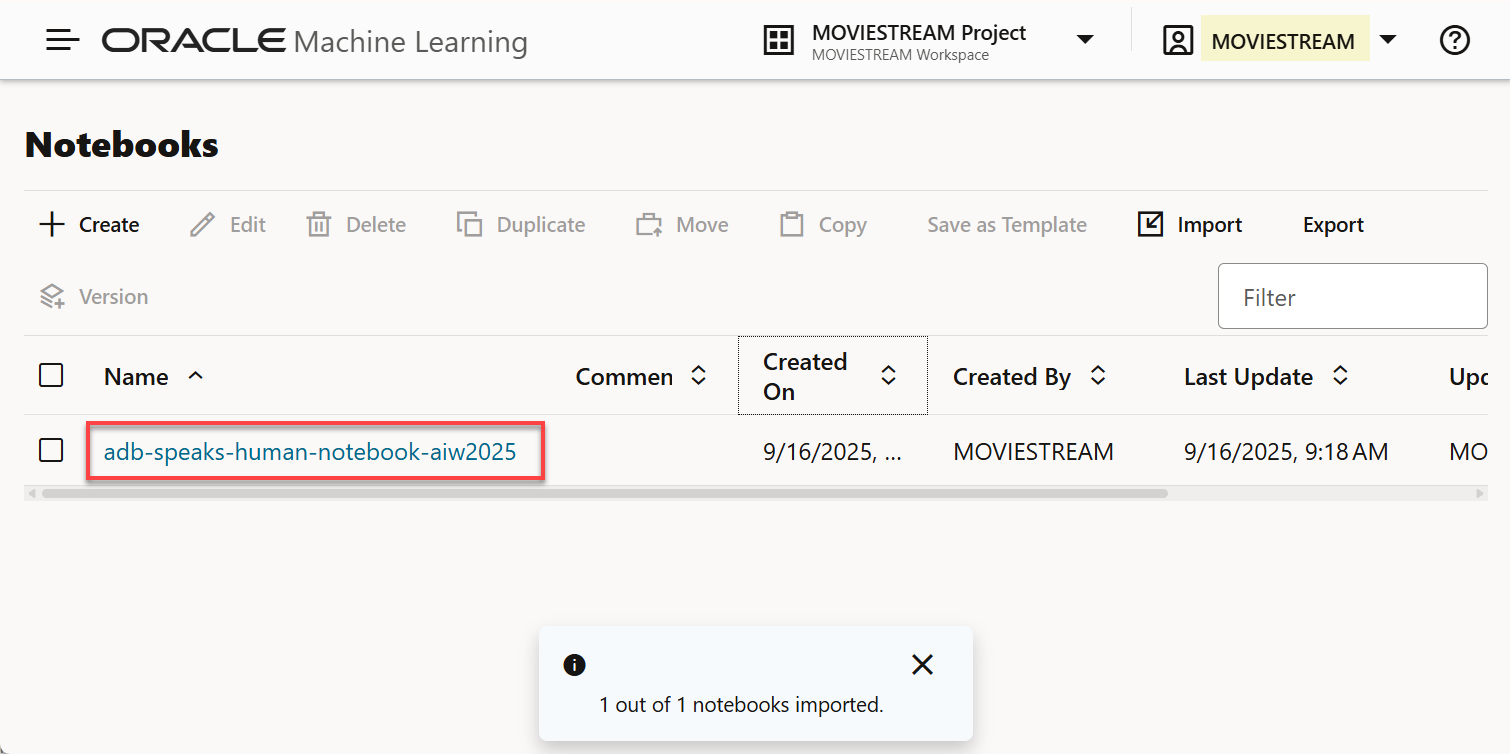 ORACLE Machine Learning
MOVIESTREAM Project
MOVIESTREAM Workspace
MOVIESTREAM
Notebooks
Create Edit Delete Duplicate Move Copy Save as Template Import Export
Version
Filter
Name Commen Created On Created By Last Update Upd
adb-speaks-human-notebook-aiw2025 9/16/2025, ... MOVIESTREAM 9/16/2025, 9:18 AM MO
1 out of 1 notebooks imported.